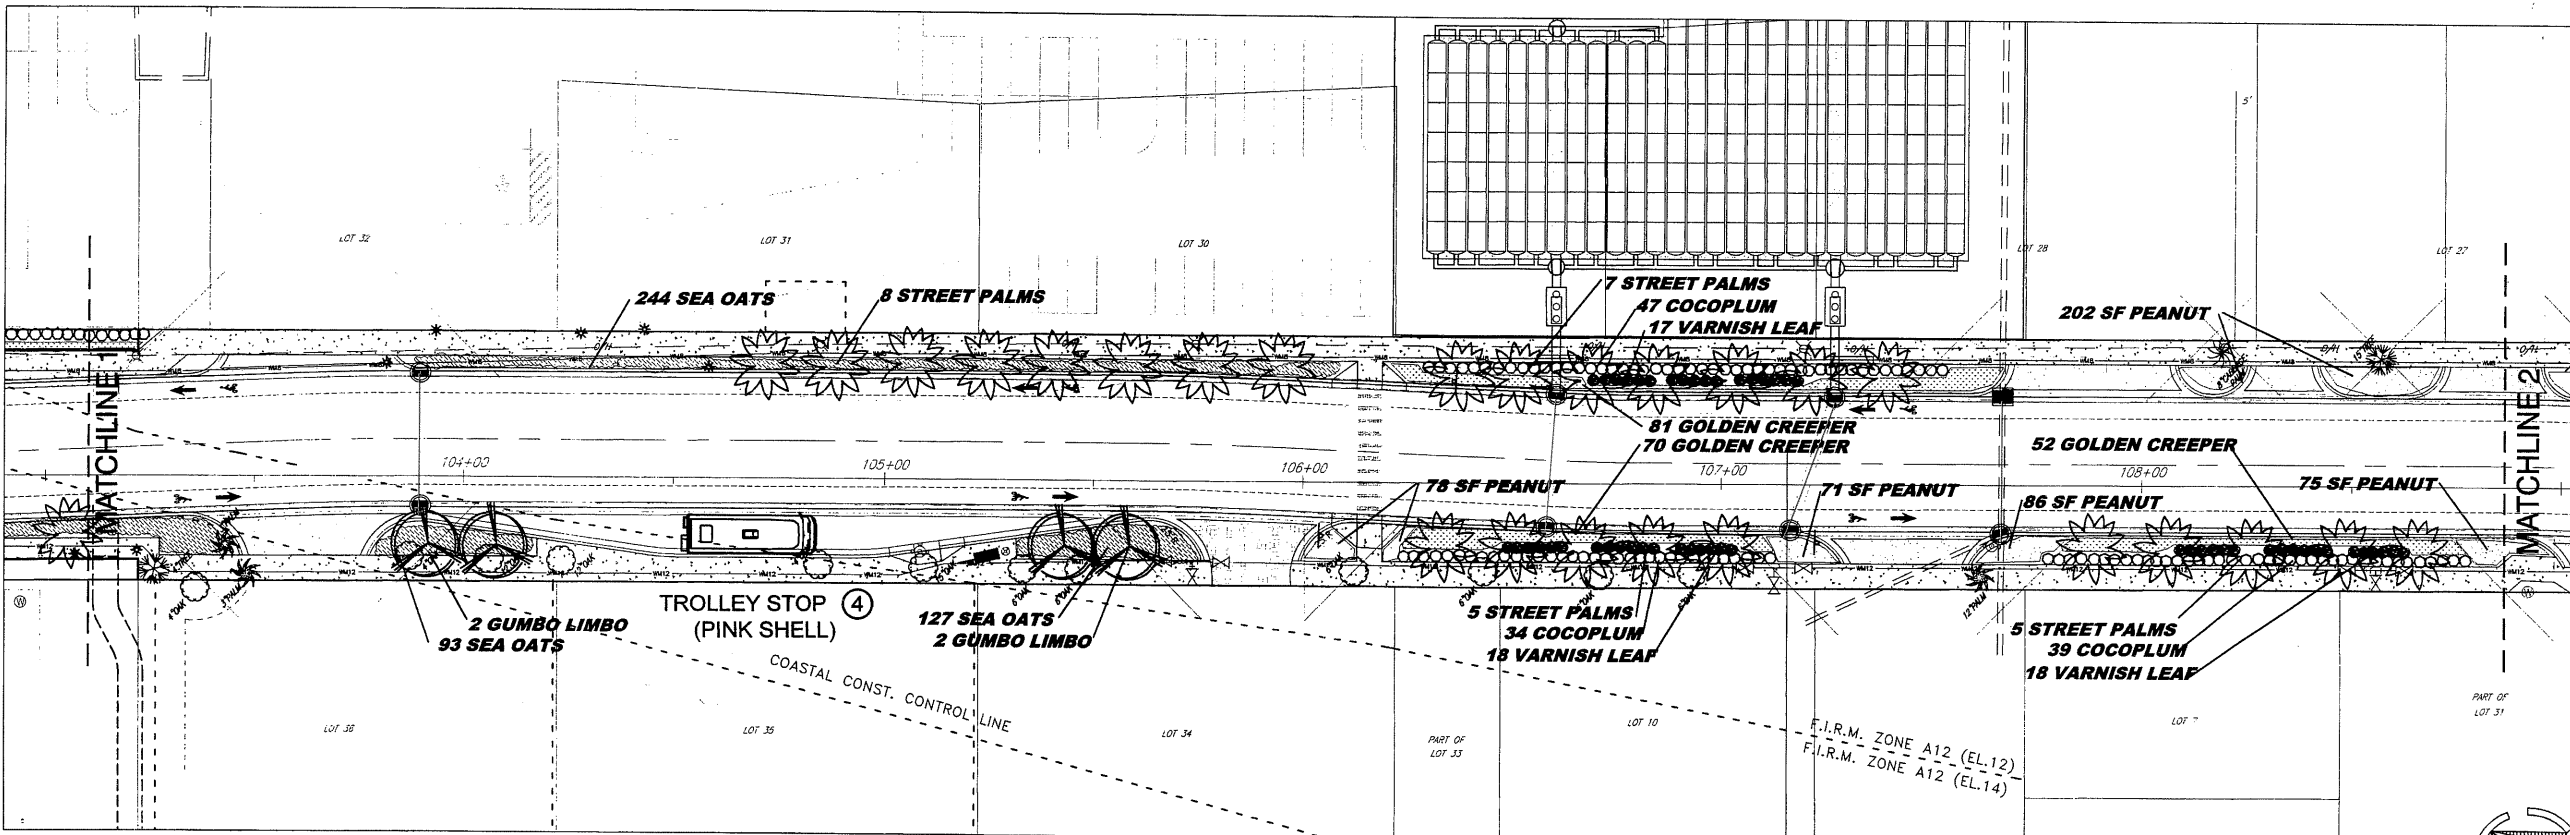 LOT 32
LOT 31
LOT 30
LOT 28
LOT 27
5'
244 SEA OATS
8 STREET PALMS
7 STREET PALMS
47 COCOPLUM
17 VARNISH LEAF
202 SF PEANUT
MATCHLINE 1
MATCHLINE 2
81 GOLDEN CREEPER
70 GOLDEN CREEPER
52 GOLDEN CREEPER
104+00
105+00
106+00
107+00
108+00
78 SF PEANUT
71 SF PEANUT
86 SF PEANUT
75 SF PEANUT
12"PALM
2 GUMBO LIMBO
93 SEA OATS
TROLLEY STOP 4
(PINK SHELL)
127 SEA OATS
2 GUMBO LIMBO
5 STREET PALMS
34 COCOPLUM
18 VARNISH LEAF
5 STREET PALMS
39 COCOPLUM
18 VARNISH LEAF
COASTAL CONST. CONTROL LINE
F.I.R.M. ZONE A12 (EL.12)
F.I.R.M. ZONE A12 (EL.14)
LOT 36
LOT 35
LOT 34
PART OF
LOT 33
LOT 10
LOT 7
PART OF
LOT 31